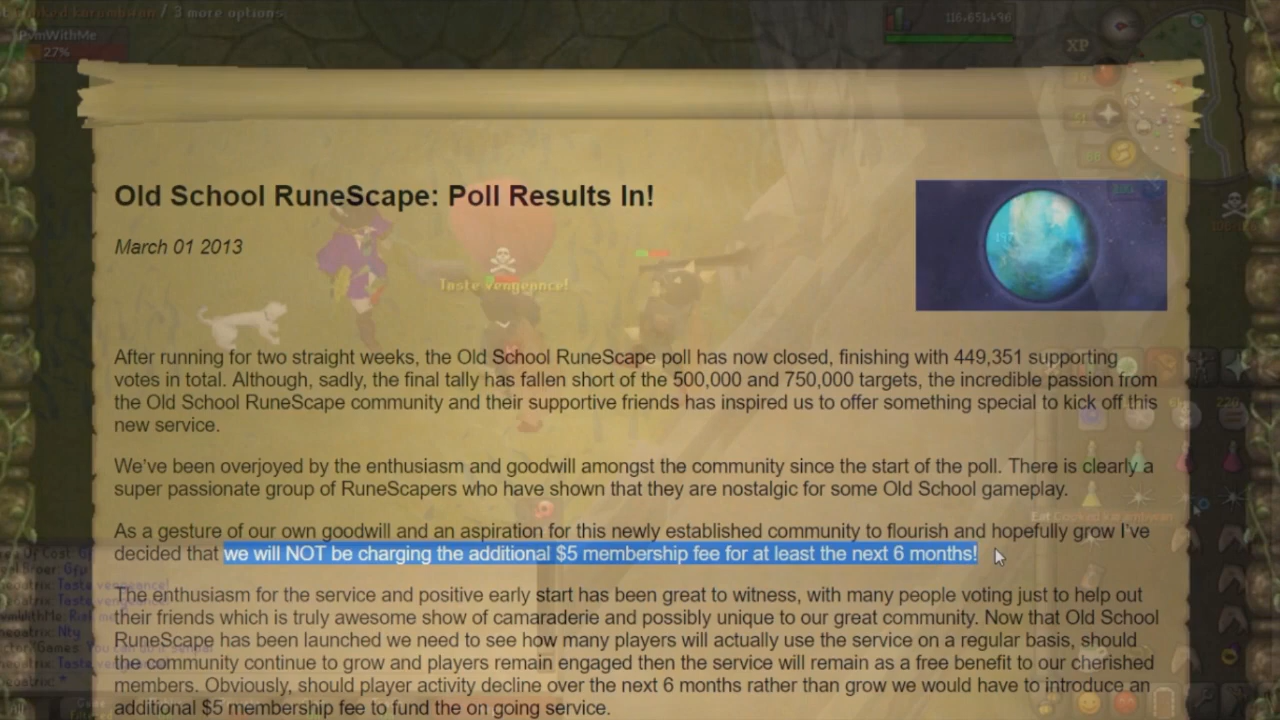 3 more options
PvmWithMe
27%
116,651,496
XP
Old School RuneScape: Poll Results In!
March 01 2013
Taste vengeance!
After running for two straight weeks, the Old School RuneScape poll has now closed, finishing with 449,351 supporting
votes in total. Although, sadly, the final tally has fallen short of the 500,000 and 750,000 targets, the incredible passion from
the Old School RuneScape community and their supportive friends has inspired us to offer something special to kick off this
new service.
We've been overjoyed by the enthusiasm and goodwill amongst the community since the start of the poll. There is clearly a
super passionate group of RuneScapers who have shown that they are nostalgic for some Old School gameplay.
As a gesture of our own goodwill and an aspiration for this newly established community to flourish and hopefully grow I've
decided that we will NOT be charging the additional $5 membership fee for at least the next 6 months!
The enthusiasm for the service and positive early start has been great to witness, with many people voting just to help out
their friends which is truly awesome show of camaraderie and possibly unique to our great community. Now that Old School
RuneScape has been launched we need to see how many players will actually use the service on a regular basis, should
the community continue to grow and players remain engaged then the service will remain as a free benefit to our cherished
members. Obviously, should player activity decline over the next 6 months rather than grow we would have to introduce an
additional $5 membership fee to fund the on going service.